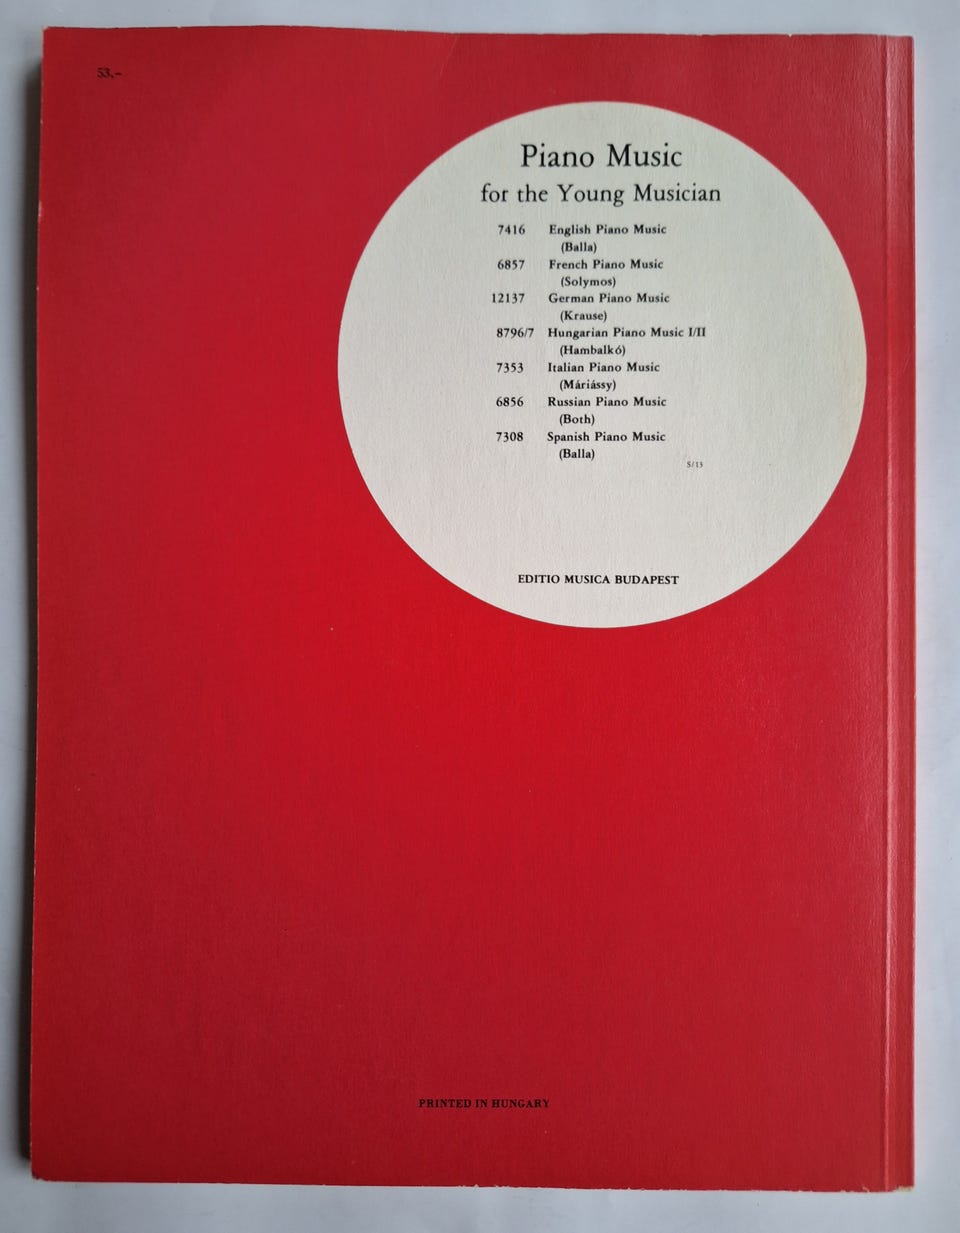 53,-
Piano Music
for the Young Musician
7416 English Piano Music
(Balla)
6857 French Piano Music
(Solymos)
12137 German Piano Music
(Krause)
8796/7 Hungarian Piano Music I/II
(Hambalkó)
7353 Italian Piano Music
(Máriássy)
6856 Russian Piano Music
(Both)
7308 Spanish Piano Music
(Balla)
S/13
EDITIO MUSICA BUDAPEST
PRINTED IN HUNGARY